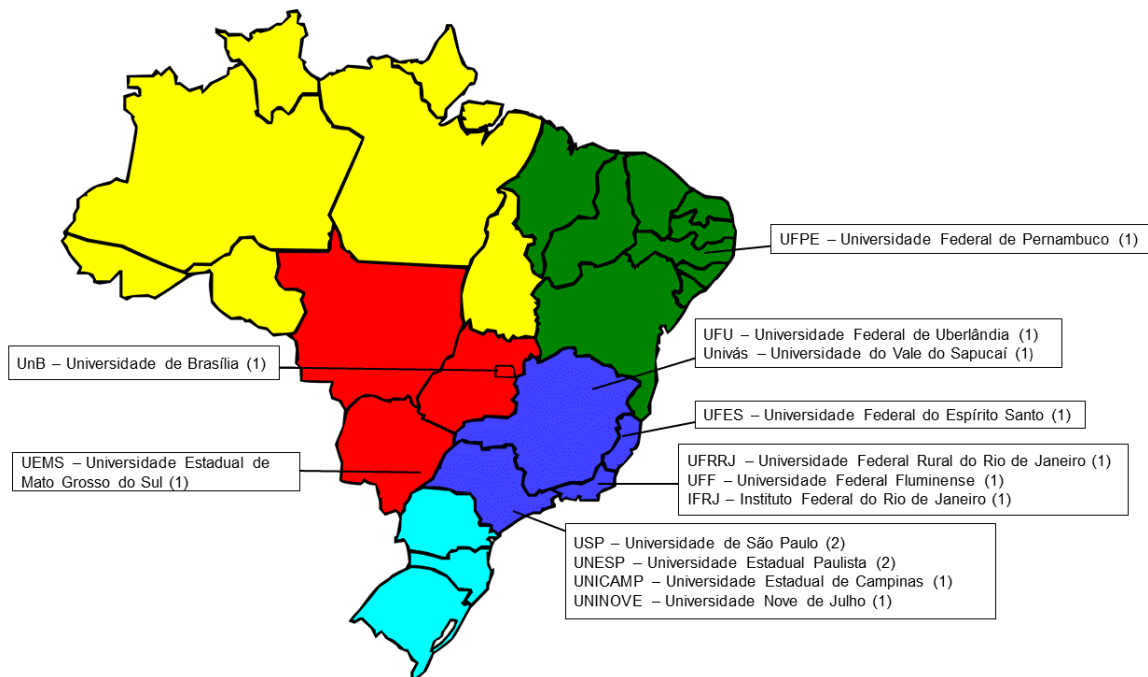 UFPE – Universidade Federal de Pernambuco (1)
UFU – Universidade Federal de Uberlândia (1)
Univás – Universidade do Vale do Sapucaí (1)
UnB – Universidade de Brasília (1)
UFES – Universidade Federal do Espírito Santo (1)
UEMS – Universidade Estadual de
Mato Grosso do Sul (1)
UFRRJ – Universidade Federal Rural do Rio de Janeiro (1)
UFF – Universidade Federal Fluminense (1)
IFRJ – Instituto Federal do Rio de Janeiro (1)
USP – Universidade de São Paulo (2)
UNESP – Universidade Estadual Paulista (2)
UNICAMP – Universidade Estadual de Campinas (1)
UNINOVE – Universidade Nove de Julho (1)